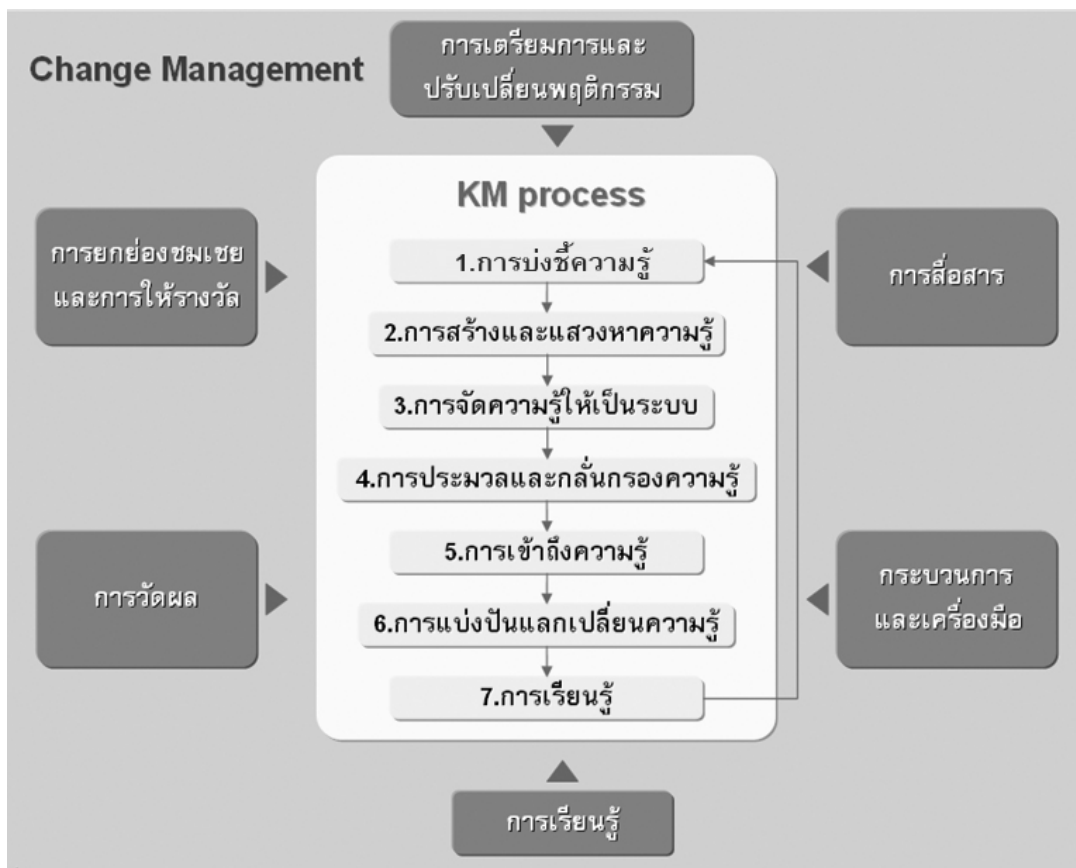 Change Management
การเตรียมการและ
ปรับเปลี่ยนพฤติกรรม
KM process
การยกย่องชมเชย
และการให้รางวัล
1.การบ่งชี้ความรู้
2.การสร้างและแสวงหาความรู้
3.การจัดความรู้ให้เป็นระบบ
4.การประมวลและกลั่นกรองความรู้
5.การเข้าถึงความรู้
6.การแบ่งปันแลกเปลี่ยนความรู้
7.การเรียนรู้
การสื่อสาร
การวัดผล
กระบวนการ
และเครื่องมือ
การเรียนรู้